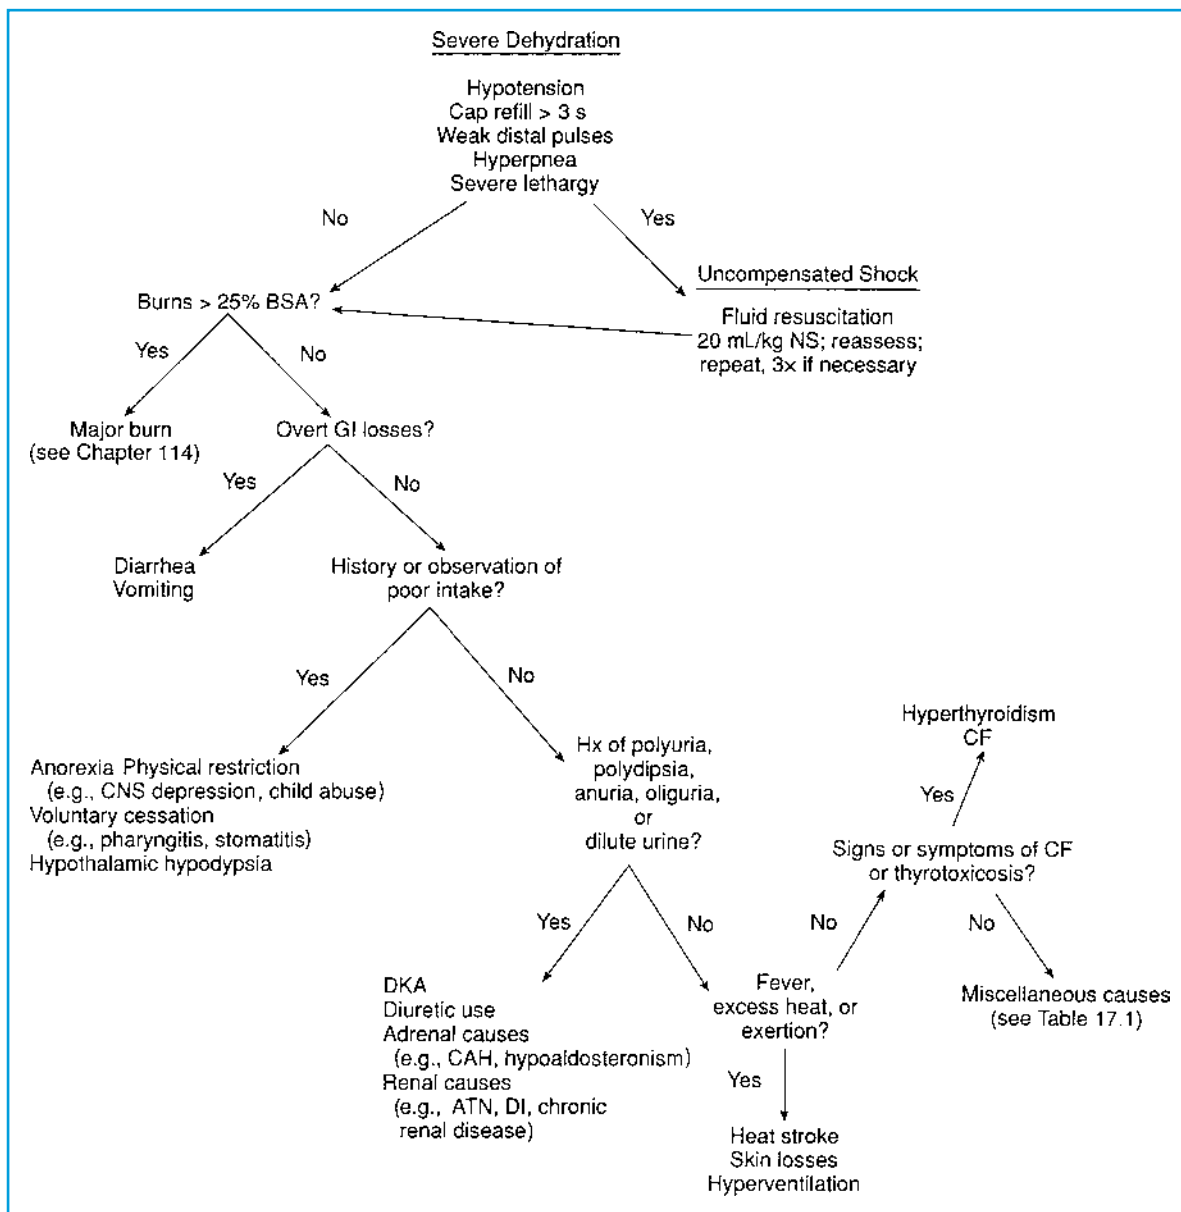 Severe Dehydration
Hypotension
Cap refill > 3 s
Weak distal pulses
Hyperpnea
Severe lethargy
No
Yes
Uncompensated Shock
Fluid resuscitation
20 mL/kg NS; reassess;
repeat, 3x if necessary
Burns > 25% BSA?
Yes
No
Major burn
(see Chapter 114)
Overt GI losses?
Yes
No
Diarrhea
Vomiting
History or observation of
poor intake?
Yes
No
Anorexia Physical restriction
(e.g., CNS depression, child abuse)
Voluntary cessation
(e.g., pharyngitis, stomatitis)
Hypothalamic hypodypsia
Hx of polyuria,
polydipsia,
anuria, oliguria,
or
dilute urine?
Yes
No
DKA
Diuretic use
Adrenal causes
(e.g., CAH, hypoaldosteronism)
Renal causes
(e.g., ATN, DI, chronic
renal disease)
Fever,
excess heat, or
exertion?
Yes
No
Heat stroke
Skin losses
Hyperventilation
Signs or symptoms of CF
or thyrotoxicosis?
Yes
No
Hyperthyroidism
CF
Miscellaneous causes
(see Table 17.1)